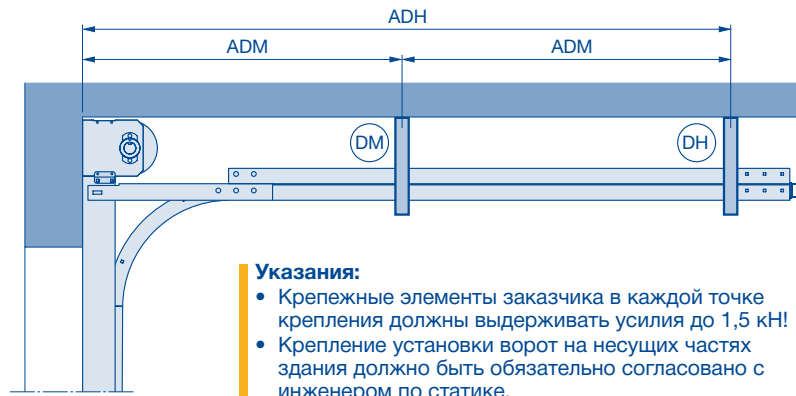 ADH
ADM ADM
DM DH
Указания:
• Крепежные элементы заказчика в каждой точке
крепления должны выдерживать усилия до 1,5 кН!
• Крепление установки ворот на несущих частях
здания должно быть обязательно согласовано с
инженером по статике.